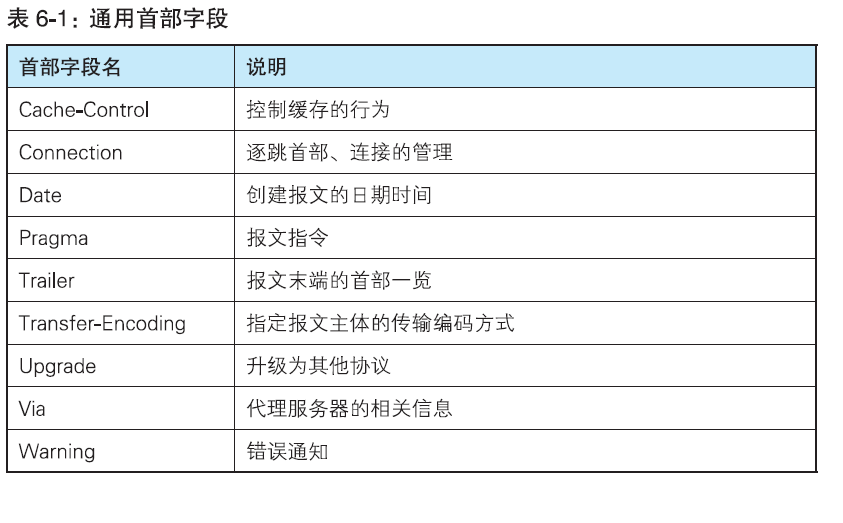 表 6-1：通用首部字段
首部字段名 说明
Cache-Control 控制缓存的行为
Connection 逐跳首部、连接的管理
Date 创建报文的日期时间
Pragma 报文指令
Trailer 报文末端的首部一览
Transfer-Encoding 指定报文主体的传输编码方式
Upgrade 升级为其他协议
Via 代理服务器的相关信息
Warning 错误通知